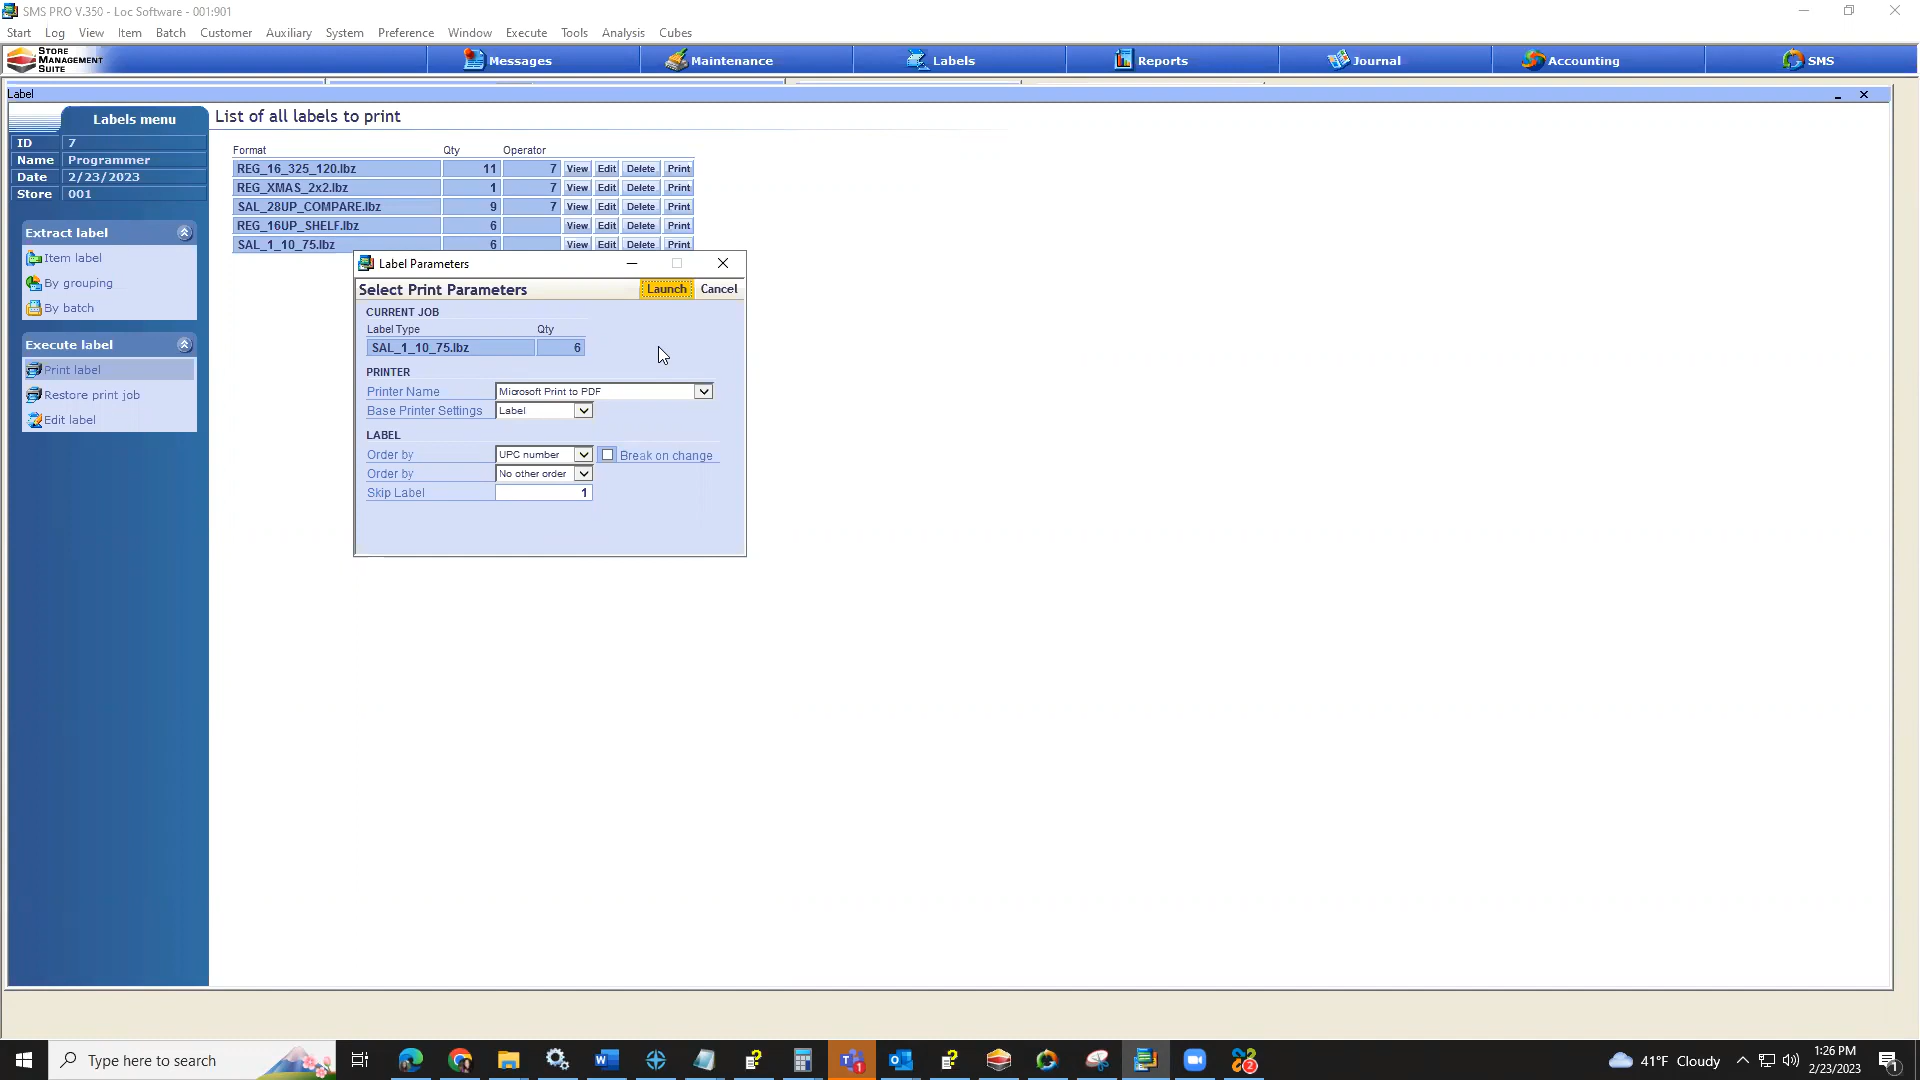 SMS PRO V.350 - Loc Software - 001:901
Start Log View Item Batch Customer Auxiliary System Preference Window Execute Tools Analysis Cubes
STORE MANAGEMENT SUITE Messages Maintenance Labels Reports Journal Accounting SMS
Label
Labels menu
ID 7
Name Programmer
Date 2/23/2023
Store 001
Extract label
Item label
By grouping
By batch
Execute label
Print label
Restore print job
Edit label
List of all labels to print
Format Qty Operator
REG_16_325_120.lbz 11 7 View Edit Delete Print
REG_XMAS_2x2.lbz 1 7 View Edit Delete Print
SAL_28UP_COMPARE.lbz 9 7 View Edit Delete Print
REG_16UP_SHELF.lbz 6 View Edit Delete Print
SAL_1_10_75.lbz 6 View Edit Delete Print
Label Parameters
Select Print Parameters Launch Cancel
CURRENT JOB
Label Type Qty
SAL_1_10_75.lbz 6
PRINTER
Printer Name Microsoft Print to PDF
Base Printer Settings Label
LABEL
Order by UPC number Break on change
Order by No other order
Skip Label 1
Type here to search
41°F Cloudy
1:26 PM
2/23/2023